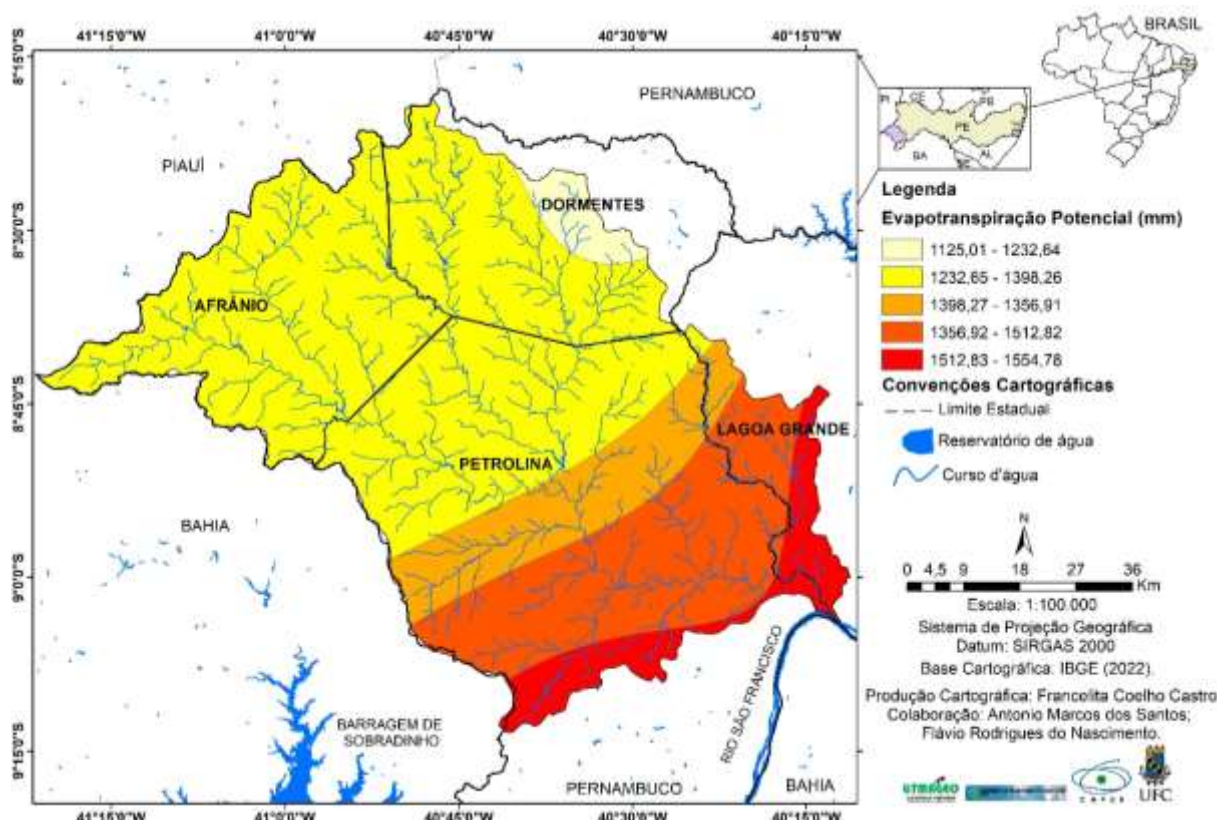 41°15'0"W 41°0'0"W 40°45'0"W 40°30'0"W 40°15'0"W
8°15'0"S
8°30'0"S
8°45'0"S
9°0'0"S
9°15'0"S
PERNAMBUCO
PIAUÍ
DORMENTES
AFRÂNIO
LAGOA GRANDE
PETROLINA
BAHIA
BARRAGEM DE
SOBRADINHO
RIO SÃO FRANCISCO
PERNAMBUCO
BAHIA
41°15'0"W 41°0'0"W 40°45'0"W 40°30'0"W 40°15'0"W
BRASIL
PI
CE
PB
PE
BA
AL
Legenda
Evapotranspiração Potencial (mm)
1125,01 - 1232,64
1232,65 - 1398,26
1398,27 - 1356,91
1356,92 - 1512,82
1512,83 - 1554,78
Convenções Cartográficas
Limite Estadual
Reservatório de água
Curso d'água
N
0 4,5 9 18 27 36
Km
Escala: 1:100.000
Sistema de Projeção Geográfica
Datum: SIRGAS 2000
Base Cartográfica: IBGE (2022).
Produção Cartográfica: Francelita Coelho Castro
Colaboração: Antonio Marcos dos Santos;
Flávio Rodrigues do Nascimento.
UFC